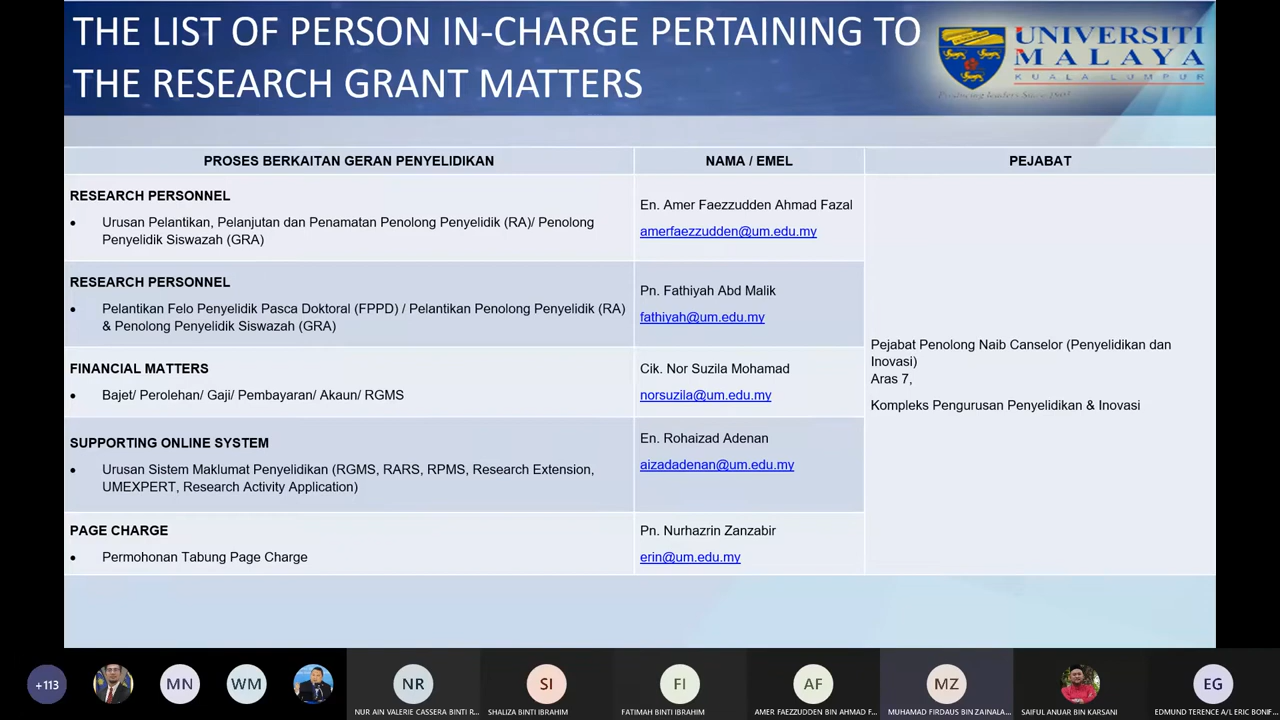 THE LIST OF PERSON IN-CHARGE PERTAINING TO
THE RESEARCH GRANT MATTERS
UNIVERSITI
MALAYA
KUALA LUMPUR
Producing leaders Since 1905
PROSES BERKAITAN GERAN PENYELIDIKAN
NAMA / EMEL
PEJABAT
RESEARCH PERSONNEL
• Urusan Pelantikan, Pelanjutan dan Penamatan Penolong Penyelidik (RA)/ Penolong
Penyelidik Siswazah (GRA)
En. Amer Faezzudden Ahmad Fazal
amerfaezzudden@um.edu.my
RESEARCH PERSONNEL
• Pelantikan Felo Penyelidik Pasca Doktoral (FPPD) / Pelantikan Penolong Penyelidik (RA)
& Penolong Penyelidik Siswazah (GRA)
Pn. Fathiyah Abd Malik
fathiyah@um.edu.my
FINANCIAL MATTERS
• Bajet/ Perolehan/ Gaji/ Pembayaran/ Akaun/ RGMS
Cik. Nor Suzila Mohamad
norsuzila@um.edu.my
SUPPORTING ONLINE SYSTEM
• Urusan Sistem Maklumat Penyelidikan (RGMS, RARS, RPMS, Research Extension,
UMEXPERT, Research Activity Application)
En. Rohaizad Adenan
aizadadenan@um.edu.my
PAGE CHARGE
• Permohonan Tabung Page Charge
Pn. Nurhazrin Zanzabir
erin@um.edu.my
Pejabat Penolong Naib Canselor (Penyelidikan dan
Inovasi)
Aras 7,
Kompleks Pengurusan Penyelidikan & Inovasi
+113
MN
WM
NR
SI
FI
AF
MZ
EG
NUR AIN VALERIE CASSERA BINTI R...
SHALIZA BINTI IBRAHIM
FATIMAH BINTI IBRAHIM
AMER FAEZZUDDEN BIN AHMAD F...
MUHAMAD FIRDAUS BIN ZAINALA...
SAIFUL ANUAR BIN KARSANI
EDMUND TERENCE A/L ERIC BONIF...